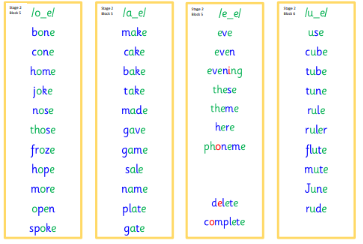 Stage 2
Block 5
/o_e/
bone
cone
home
joke
nose
those
froze
hope
more
open
spoke
Stage 2
Block 5
/a_e/
make
cake
bake
take
made
gave
game
sale
name
plate
gate
Stage 2
Block 5
/e_e/
eve
even
evening
these
theme
here
phoneme
delete
complete
Stage 2
Block 5
/u_e/
use
cube
tube
tune
rule
ruler
flute
mute
June
rude